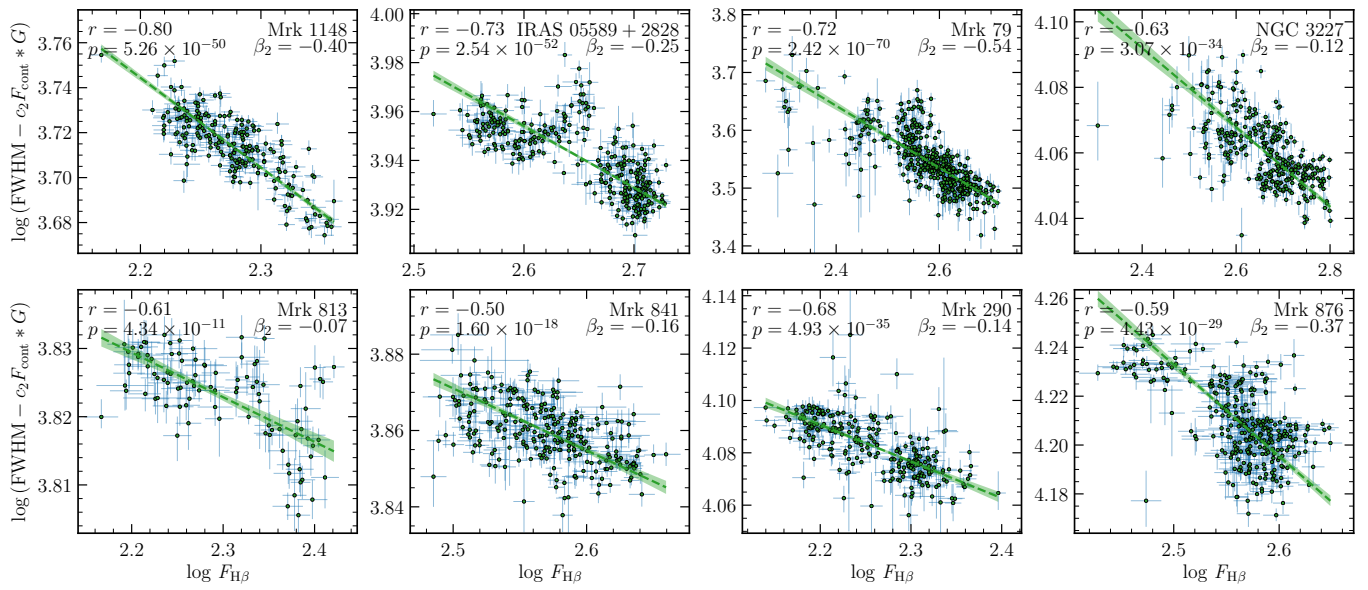 r = −0.80 Mrk 1148
p = 5.26 × 10⁻⁵⁰ β₂ = −0.40
3.76
3.74
3.72
3.70
3.68
2.2 2.3
log (FWHM − c₂F_cont * G)
r = −0.73 IRAS 05589 + 2828
p = 2.54 × 10⁻⁵² β₂ = −0.25
4.00
3.98
3.96
3.94
3.92
2.5 2.6 2.7
r = −0.72 Mrk 79
p = 2.42 × 10⁻⁷⁰ β₂ = −0.54
3.8
3.7
3.6
3.5
3.4
2.4 2.6
r = −0.63 NGC 3227
p = 3.07 × 10⁻³⁴ β₂ = −0.12
4.10
4.08
4.06
4.04
2.4 2.6 2.8
r = −0.61 Mrk 813
p = 4.34 × 10⁻¹¹ β₂ = −0.07
3.83
3.82
3.81
2.2 2.3 2.4
log F_Hβ
log (FWHM − c₂F_cont * G)
r = −0.50 Mrk 841
p = 1.60 × 10⁻¹⁸ β₂ = −0.16
3.88
3.86
3.84
2.5 2.6
log F_Hβ
r = −0.68 Mrk 290
p = 4.93 × 10⁻³⁵ β₂ = −0.14
4.14
4.12
4.10
4.08
4.06
2.2 2.3 2.4
log F_Hβ
r = −0.59 Mrk 876
p = 4.43 × 10⁻²⁹ β₂ = −0.37
4.26
4.24
4.22
4.20
4.18
2.5 2.6
log F_Hβ